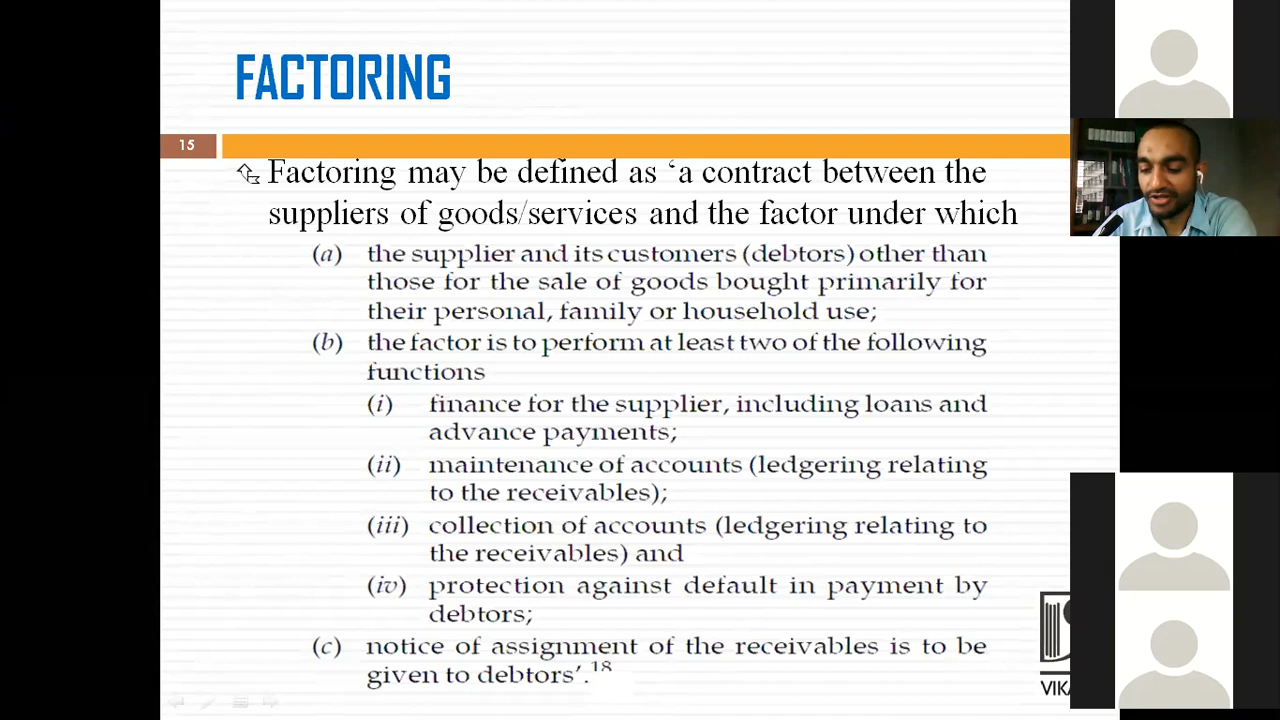 FACTORING
15
Factoring may be defined as ‘a contract between the
suppliers of goods/services and the factor under which
(a) the supplier and its customers (debtors) other than
those for the sale of goods bought primarily for
their personal, family or household use;
(b) the factor is to perform at least two of the following
functions
(i) finance for the supplier, including loans and
advance payments;
(ii) maintenance of accounts (ledgering relating
to the receivables);
(iii) collection of accounts (ledgering relating to
the receivables) and
(iv) protection against default in payment by
debtors;
(c) notice of assignment of the receivables is to be
given to debtors’.18